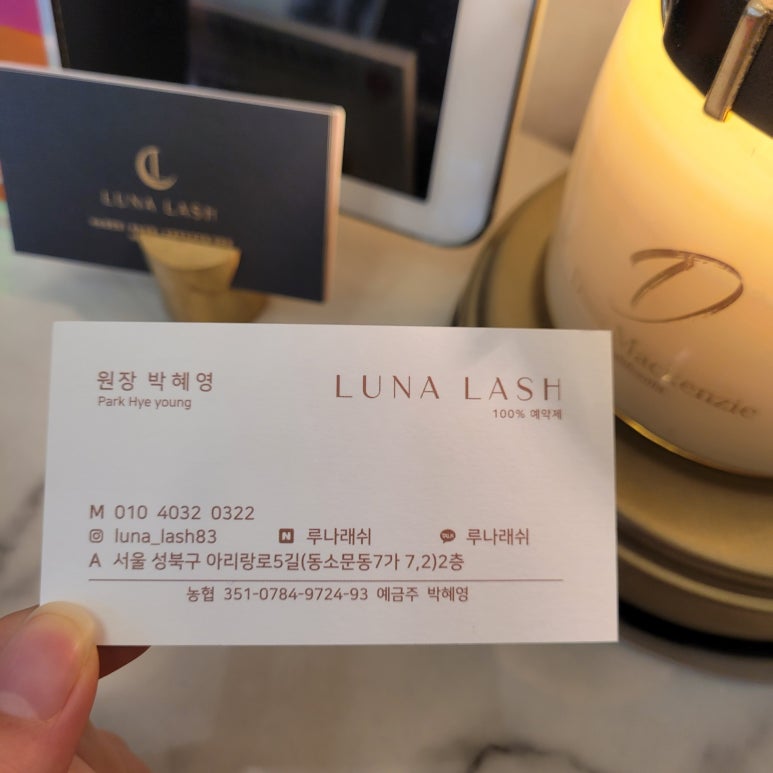 LUNA LASH
원장 박혜영
Park Hye young
LUNA LASH
100% 예약제
M 010 4032 0322
luna_lash83 N 루나래쉬 TALK 루나래쉬
A 서울 성북구 아리랑로5길(동소문동7가 7,2)2층
농협 351-0784-9724-93 예금주 박혜영
D
Mackenzie